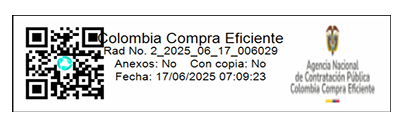 Colombia Compra Eficiente
Rad No. 2_2025_06_17_006029
Anexos: No Con copia: No
Fecha: 17/06/2025 07:09:23
Agencia Nacional
de Contratación Pública
Colombia Compra Eficiente